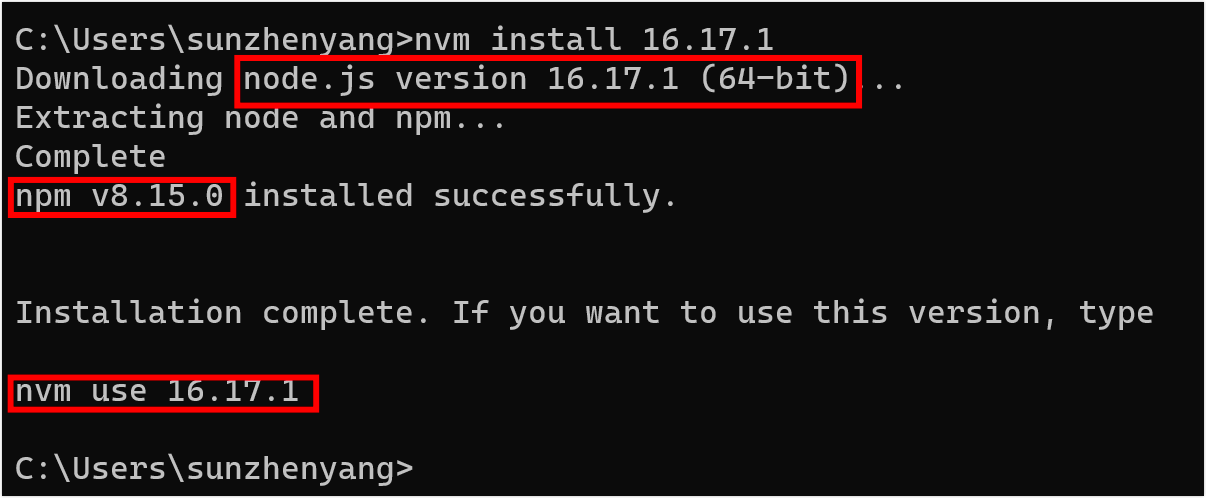 C:\Users\sunzhenyang>nvm install 16.17.1
Downloading node.js version 16.17.1 (64-bit)...
Extracting node and npm...
Complete
npm v8.15.0 installed successfully.
Installation complete. If you want to use this version, type
nvm use 16.17.1
C:\Users\sunzhenyang>